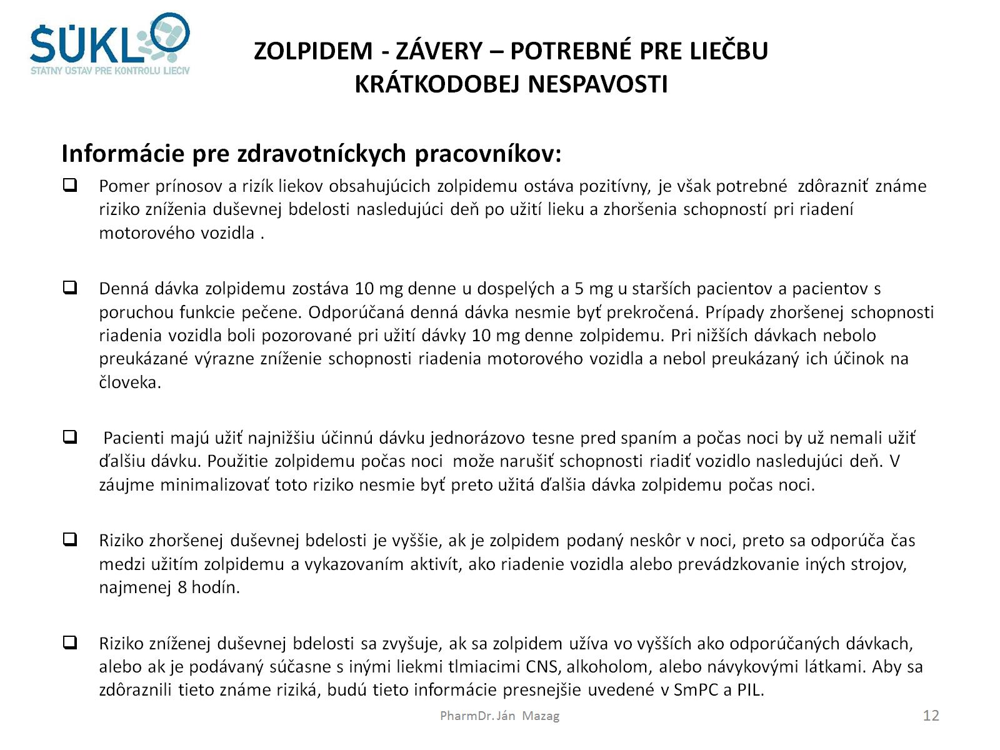 ŠÚKL
ŠTÁTNY ÚSTAV PRE KONTROLU LIEČIV
ZOLPIDEM - ZÁVERY – POTREBNÉ PRE LIEČBU
KRÁTKODOBEJ NESPAVOSTI
Informácie pre zdravotníckych pracovníkov:
❑ Pomer prínosov a rizík liekov obsahujúcich zolpidemu ostáva pozitívny, je však potrebné zdôrazniť známe
riziko zníženia duševnej bdelosti nasledujúci deň po užití lieku a zhoršenia schopností pri riadení
motorového vozidla .
❑ Denná dávka zolpidemu zostáva 10 mg denne u dospelých a 5 mg u starších pacientov a pacientov s
poruchou funkcie pečene. Odporúčaná denná dávka nesmie byť prekročená. Prípady zhoršenej schopnosti
riadenia vozidla boli pozorované pri užití dávky 10 mg denne zolpidemu. Pri nižších dávkach nebolo
preukázané výrazne zníženie schopnosti riadenia motorového vozidla a nebol preukázaný ich účinok na
človeka.
❑ Pacienti majú užiť najnižšiu účinnú dávku jednorázovo tesne pred spaním a počas noci by už nemali užiť
ďalšiu dávku. Použitie zolpidemu počas noci može narušiť schopnosti riadiť vozidlo nasledujúci deň. V
záujme minimalizovať toto riziko nesmie byť preto užitá ďalšia dávka zolpidemu počas noci.
❑ Riziko zhoršenej duševnej bdelosti je vyššie, ak je zolpidem podaný neskôr v noci, preto sa odporúča čas
medzi užitím zolpidemu a vykazovaním aktivít, ako riadenie vozidla alebo prevádzkovanie iných strojov,
najmenej 8 hodín.
❑ Riziko zníženej duševnej bdelosti sa zvyšuje, ak sa zolpidem užíva vo vyšších ako odporúčaných dávkach,
alebo ak je podávaný súčasne s inými liekmi tlmiacimi CNS, alkoholom, alebo návykovými látkami. Aby sa
zdôraznili tieto známe riziká, budú tieto informácie presnejšie uvedené v SmPC a PIL.
PharmDr. Ján Mazag
12